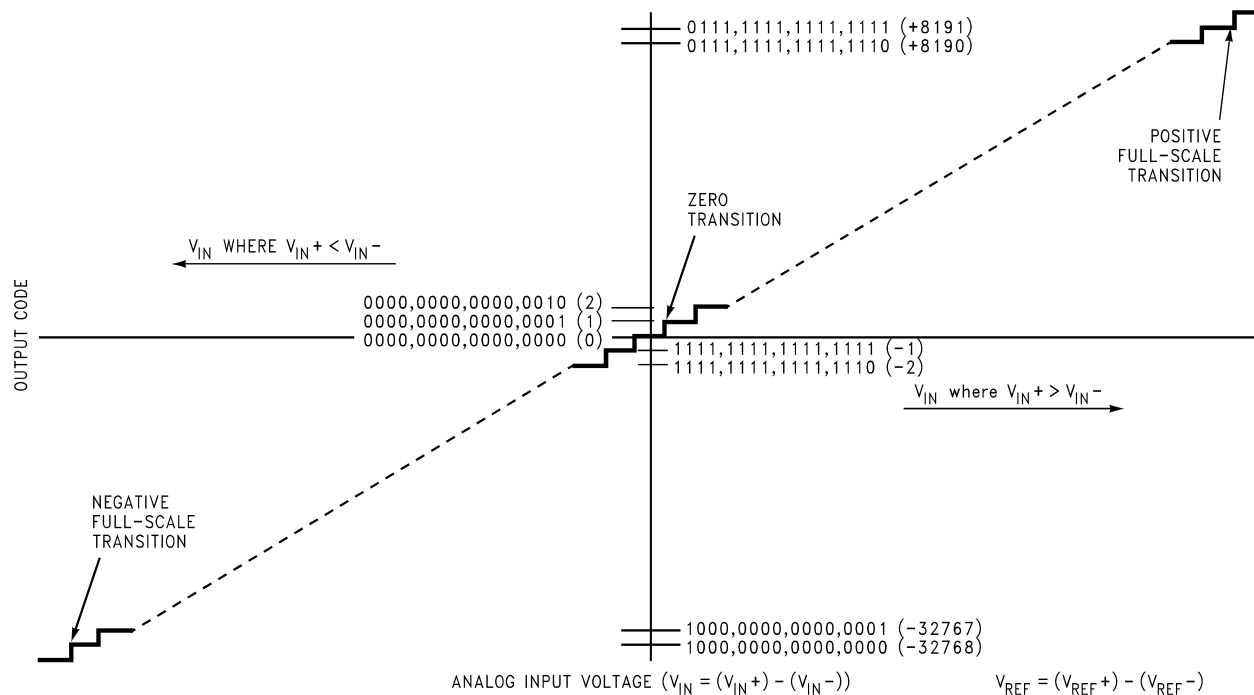 0111,1111,1111,1111 (+8191)
0111,1111,1111,1110 (+8190)
POSITIVE
FULL-SCALE
TRANSITION
ZERO
TRANSITION
V_IN WHERE V_IN+ < V_IN-
OUTPUT CODE
0000,0000,0000,0010 (2)
0000,0000,0000,0001 (1)
0000,0000,0000,0000 (0)
1111,1111,1111,1111 (-1)
1111,1111,1111,1110 (-2)
V_IN where V_IN+ > V_IN-
NEGATIVE
FULL-SCALE
TRANSITION
1000,0000,0000,0001 (-32767)
1000,0000,0000,0000 (-32768)
ANALOG INPUT VOLTAGE (V_IN = (V_IN+) - (V_IN-))
V_REF = (V_REF+) - (V_REF-)